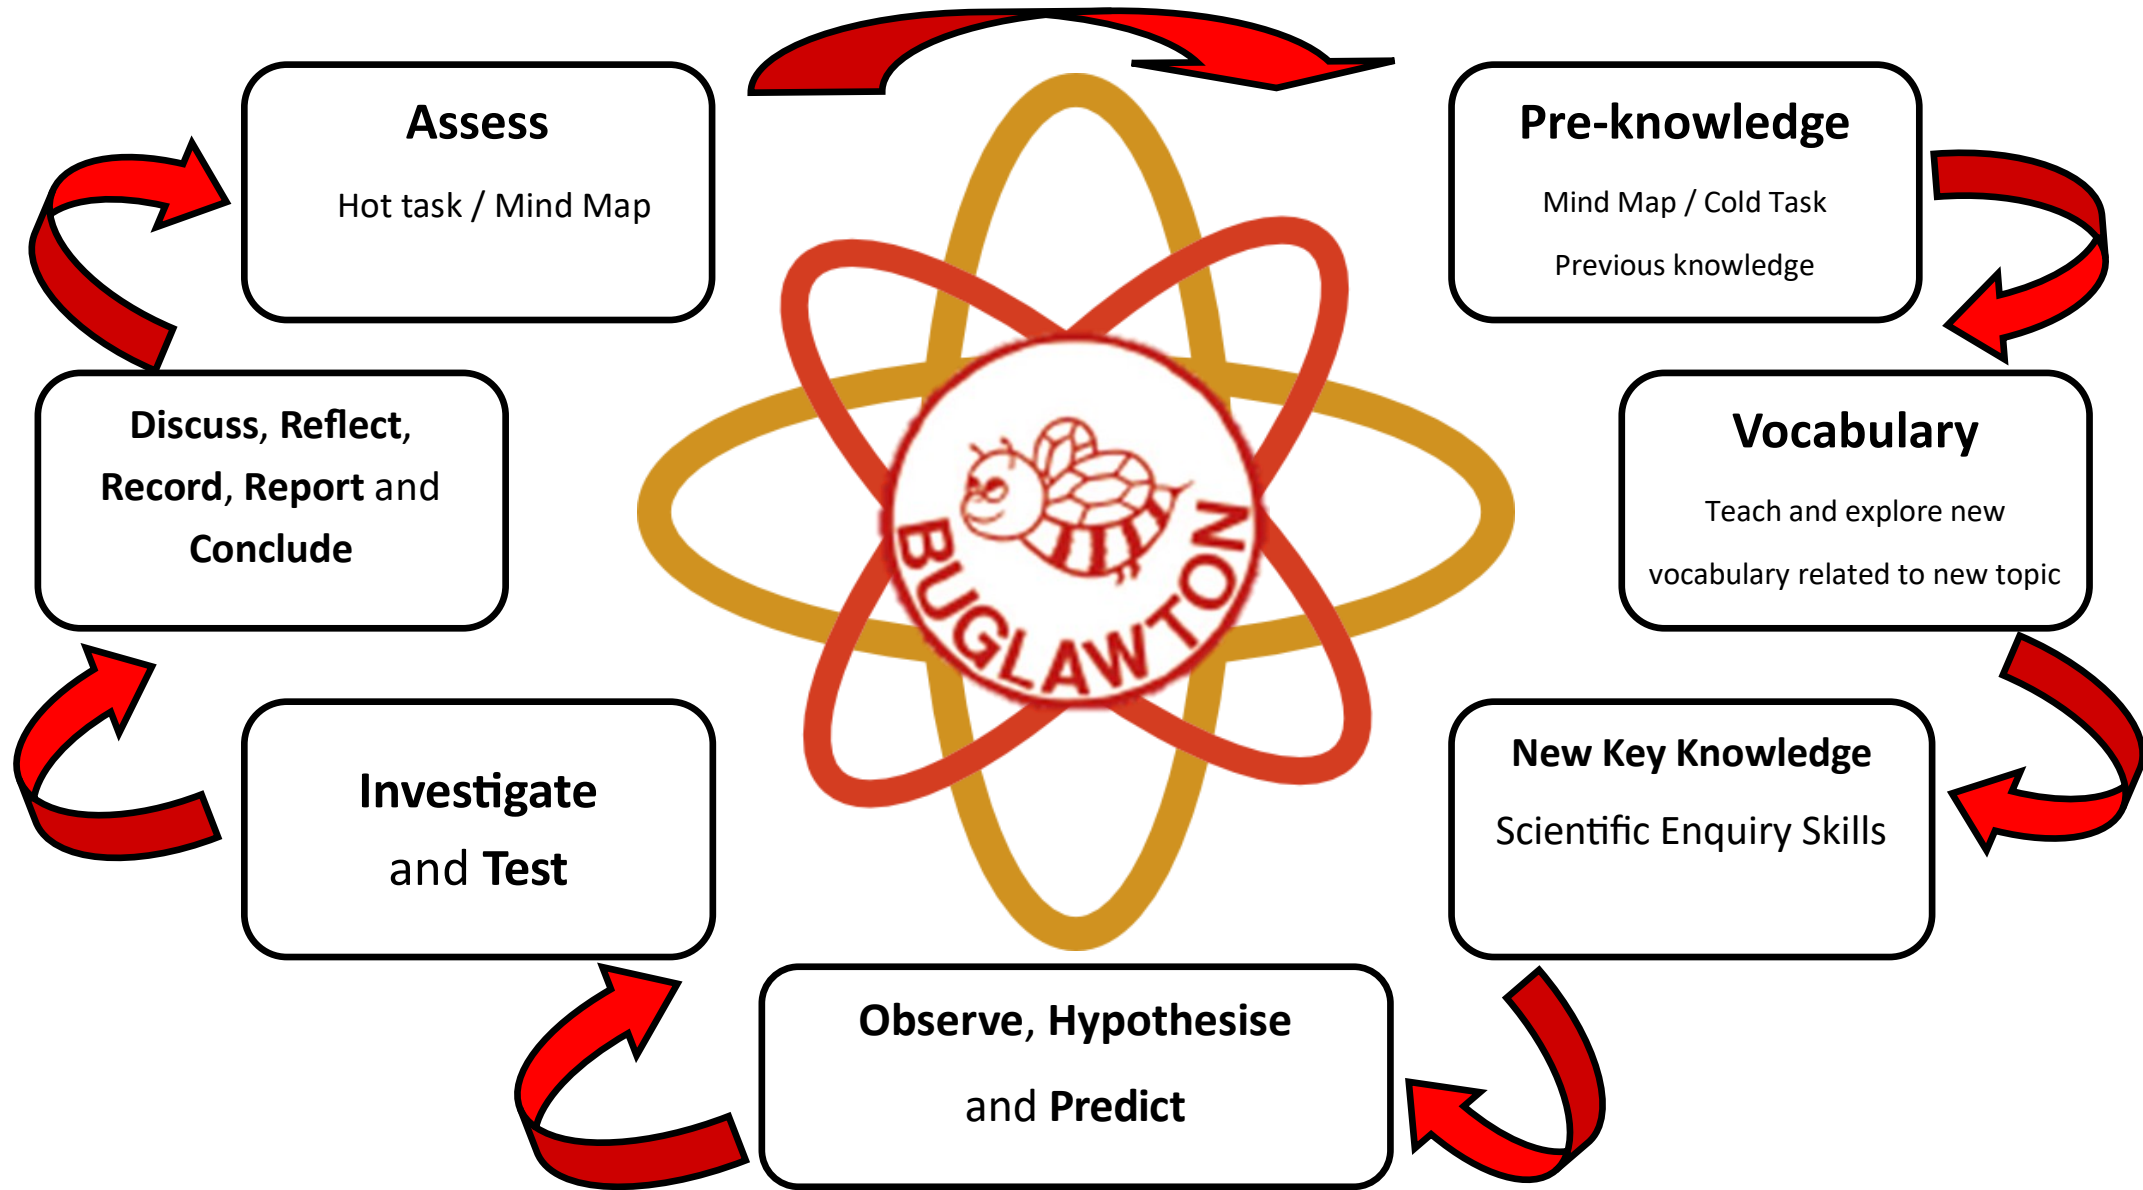 Assess
Hot task / Mind Map
Pre-knowledge
Mind Map / Cold Task
Previous knowledge
Discuss, Reflect,
Record, Report and
Conclude
Vocabulary
Teach and explore new
vocabulary related to new topic
BUGLAWTON
Investigate
and Test
New Key Knowledge
Scientific Enquiry Skills
Observe, Hypothesise
and Predict